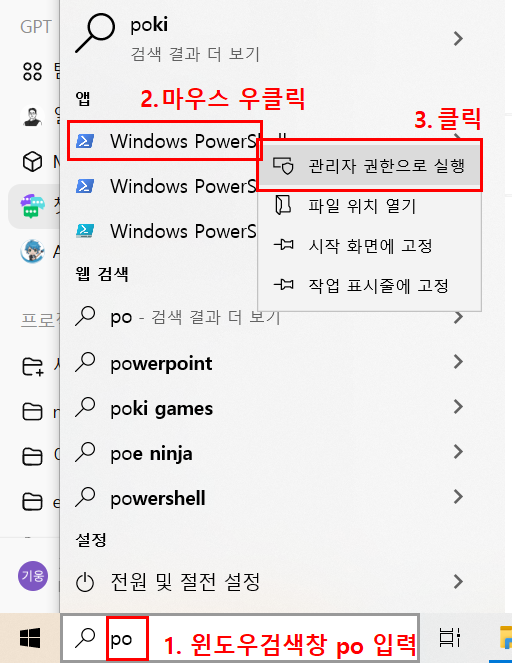 GPT
poki
검색 결과 더 보기
앱
2.마우스 우클릭
3. 클릭
Windows PowerShell
관리자 권한으로 실행
Windows PowerS
파일 위치 열기
Windows PowerS
시작 화면에 고정
웹 검색
작업 표시줄에 고정
po - 검색 결과 더 보기
powerpoint
poki games
poe ninja
powershell
설정
기웅
전원 및 절전 설정
po
1. 윈도우검색창 po 입력